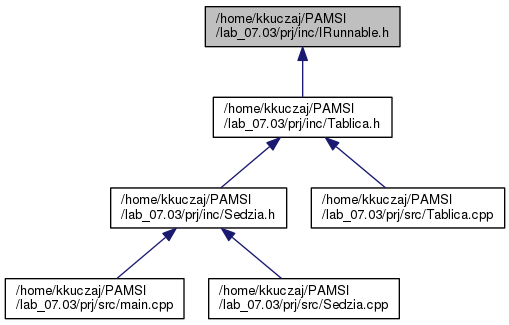 /home/kkuczaj/PAMSI
/lab_07.03/prj/inc/IRunnable.h
/home/kkuczaj/PAMSI
/lab_07.03/prj/inc/Tablica.h
/home/kkuczaj/PAMSI
/lab_07.03/prj/inc/Sedzia.h
/home/kkuczaj/PAMSI
/lab_07.03/prj/src/Tablica.cpp
/home/kkuczaj/PAMSI
/lab_07.03/prj/src/main.cpp
/home/kkuczaj/PAMSI
/lab_07.03/prj/src/Sedzia.cpp